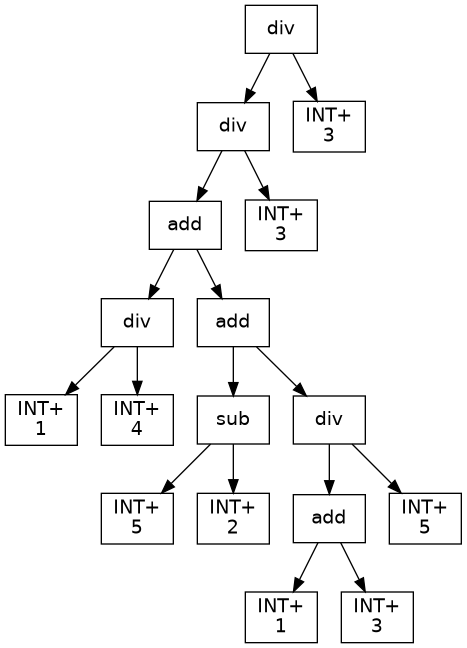 div
div
INT+
3
add
INT+
3
div
add
INT+
1
INT+
4
sub
div
INT+
5
INT+
2
add
INT+
5
INT+
1
INT+
3